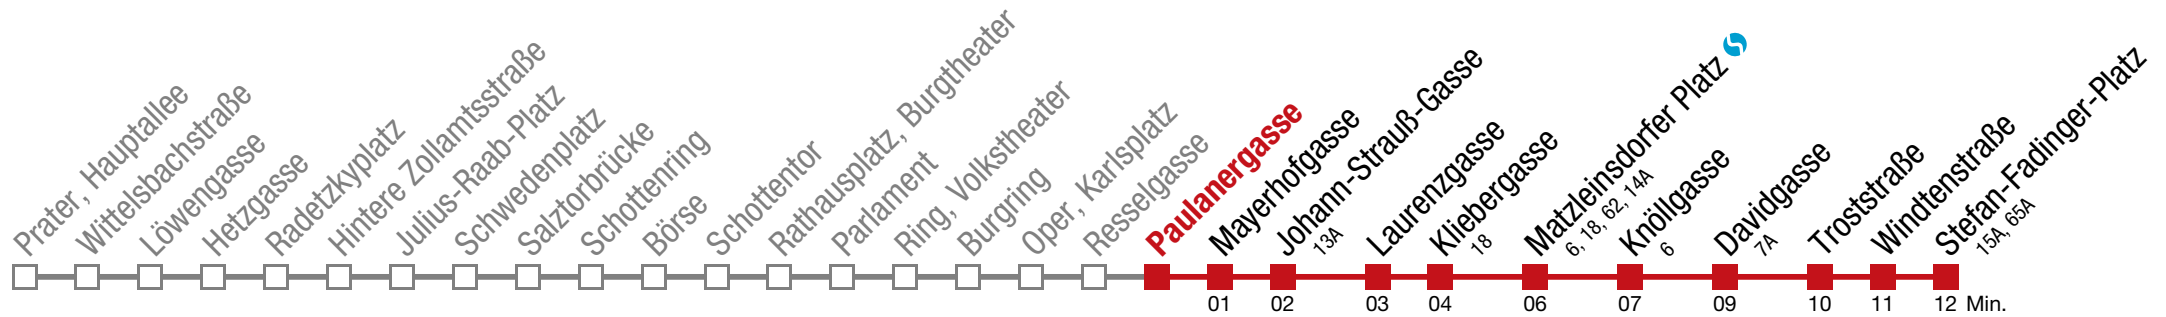 Prater, Hauptallee
Wittelsbachstraße
Löwengasse
Hetzgasse
Radetzkyplatz
Hintere Zollamtsstraße
Julius-Raab-Platz
Schwedenplatz
Salztorbrücke
Schottenring
Börse
Schottentor
Rathausplatz, Burgtheater
Parlament
Ring, Volkstheater
Burgring
Oper, Karlsplatz
Resselgasse
Paulanergasse
Mayerhofgasse
Johann-Strauß-Gasse
13A
Laurenzgasse
Kliebergasse
18
Matzleinsdorfer Platz
6, 18, 62, 14A
Knöllgasse
6
Davidgasse
7A
Troststraße
Windtenstraße
Stefan-Fadinger-Platz
15A, 65A
01 02 03 04 06 07 09 10 11 12 Min.